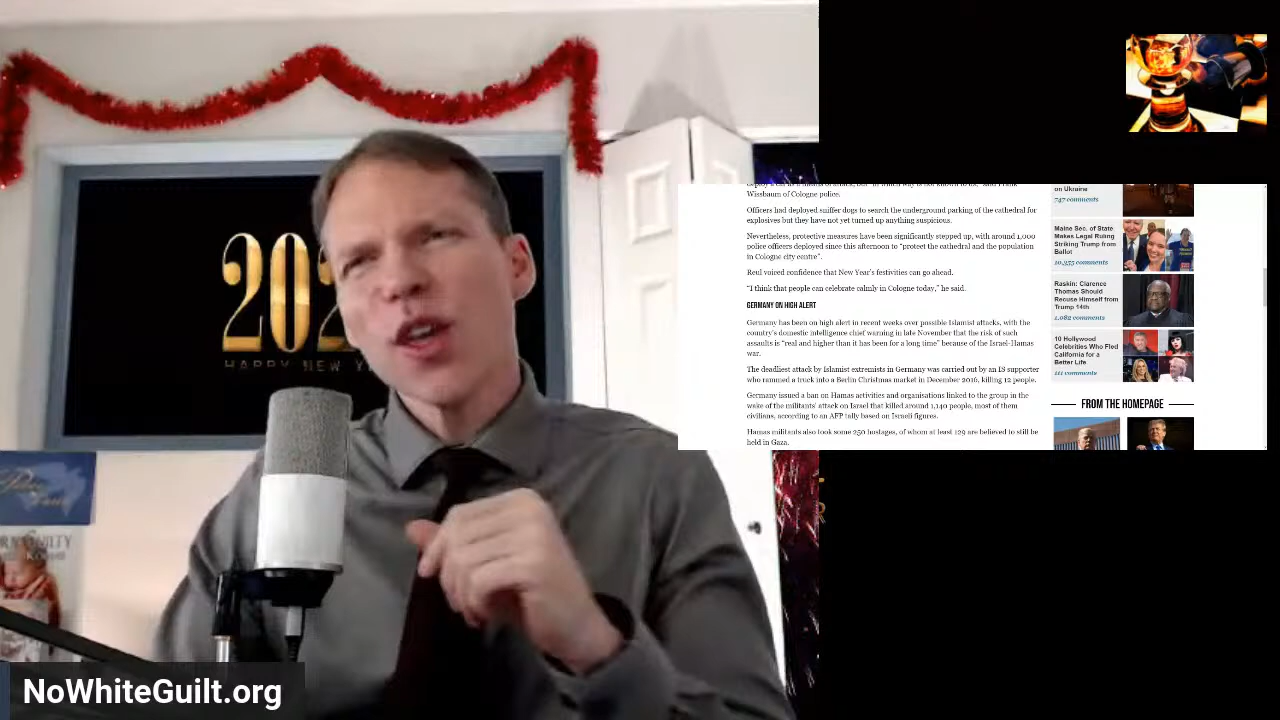 202
HAPPY NEW Y
NoWhiteGuilt.org
Wissbaum of Cologne police.
Officers had deployed sniffer dogs to search the underground parking of the cathedral for
explosives but they have not yet turned up anything suspicious.
Nevertheless, protective measures have been significantly stepped up, with around 1,000
police officers deployed since this afternoon to “protect the cathedral and the population
in Cologne city centre”.
Reul voiced confidence that New Year’s festivities can go ahead.
“I think that people can celebrate calmly in Cologne today,” he said.
GERMANY ON HIGH ALERT
Germany has been on high alert in recent weeks over possible Islamist attacks, with the
country’s domestic intelligence chief warning in late November that the risk of such
assaults is “real and higher than it has been for a long time” because of the Israel-Hamas
war.
The deadliest attack by Islamist extremists in Germany was carried out by an IS supporter
who rammed a truck into a Berlin Christmas market in December 2016, killing 12 people.
Germany issued a ban on Hamas activities and organisations linked to the group in the
wake of the militants’ attack on Israel that killed around 1,140 people, most of them
civilians, according to an AFP tally based on Israeli figures.
Hamas militants also took some 250 hostages, of whom at least 129 are believed to still be
held in Gaza.
on Ukraine
747 comments
Maine Sec. of State
Makes Legal Ruling
Striking Trump from
Ballot
10,355 comments
Raskin: Clarence
Thomas Should
Recuse Himself from
Trump 14th
1,082 comments
10 Hollywood
Celebrities Who Fled
California for a
Better Life
111 comments
FROM THE HOMEPAGE